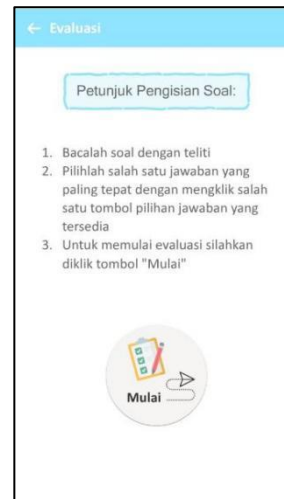 ← Evaluasi
Petunjuk Pengisian Soal:
1. Bacalah soal dengan teliti
2. Pilihlah salah satu jawaban yang
paling tepat dengan mengklik salah
satu tombol pilihan jawaban yang
tersedia
3. Untuk memulai evaluasi silahkan
diklik tombol "Mulai"
Mulai